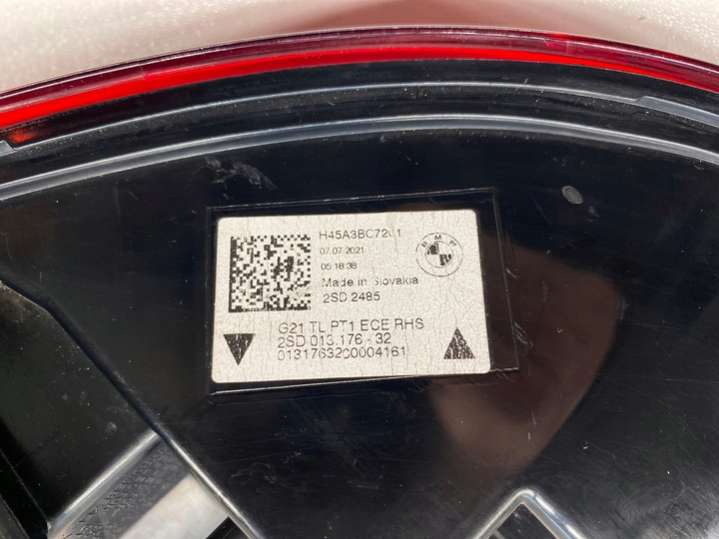 H45A3BC7201
07.07.2021
05:18:38
Made in Slovakia
2SD 2485
G21 TL PT1 ECE RHS
2SD 013.176 - 32
01317632C0004161